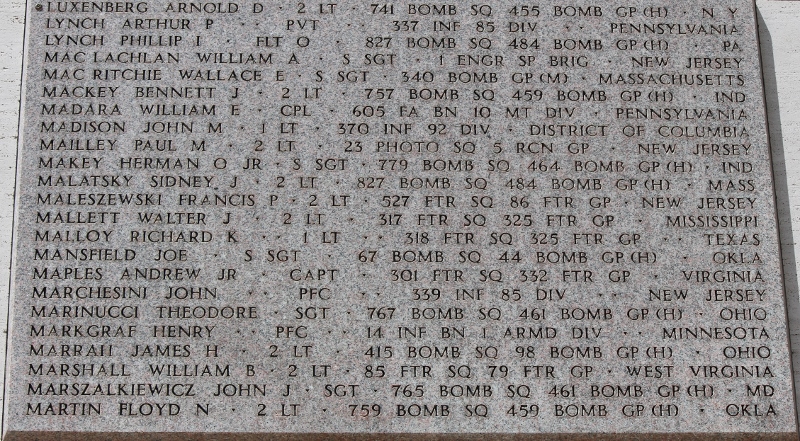 LUXENBERG ARNOLD D · 2 LT · 741 BOMB SQ 455 BOMB GP (H) · N Y
LYNCH ARTHUR P · · PVT · · 337 INF 85 DIV · · PENNSYLVANIA
LYNCH PHILLIP I · FLT O · 827 BOMB SQ 484 BOMB GP (H) · PA
MAC LACHLAN WILLIAM A · S SGT · 1 ENGR SP BRIG · NEW JERSEY
MAC RITCHIE WALLACE E · S SGT · 340 BOMB GP (M) · MASSACHUSETTS
MACKEY BENNETT J · 2 LT · 757 BOMB SQ 459 BOMB GP (H) · IND
MADARA WILLIAM E · CPL · 605 FA BN 10 MT DIV · PENNSYLVANIA
MADISON JOHN M · 1 LT · 370 INF 92 DIV · DISTRICT OF COLUMBIA
MAILLEY PAUL M · 2 LT · 23 PHOTO SQ 5 RCN GP · NEW JERSEY
MAKEY HERMAN O JR · S SGT · 779 BOMB SQ 464 BOMB GP (H) · IND
MALATSKY SIDNEY J · 2 LT · 827 BOMB SQ 484 BOMB GP (H) · MASS
MALESZEWSKI FRANCIS P · 2 LT · 527 FTR SQ 86 FTR GP · NEW JERSEY
MALLETT WALTER J · 2 LT · 317 FTR SQ 325 FTR GP · MISSISSIPPI
MALLOY RICHARD K · · 1 LT · · 318 FTR SQ 325 FTR GP · · TEXAS
MANSFIELD JOE · S SGT · 67 BOMB SQ 44 BOMB GP (H) · OKLA
MAPLES ANDREW JR · CAPT · 301 FTR SQ 332 FTR GP · VIRGINIA
MARCHESINI JOHN · · PFC · · 339 INF 85 DIV · · NEW JERSEY
MARINUCCI THEODORE · SGT · 767 BOMB SQ 461 BOMB GP (H) · OHIO
MARKGRAF HENRY · · PFC · · 14 INF BN 1 ARMD DIV · · MINNESOTA
MARRAH JAMES H · 2 LT · 415 BOMB SQ 98 BOMB GP (H) · OHIO
MARSHALL WILLIAM B · 2 LT · 85 FTR SQ 79 FTR GP · WEST VIRGINIA
MARSZALKIEWICZ JOHN J · SGT · 765 BOMB SQ 461 BOMB GP (H) · MD
MARTIN FLOYD N · 2 LT · 759 BOMB SQ 459 BOMB GP (H) · OKLA